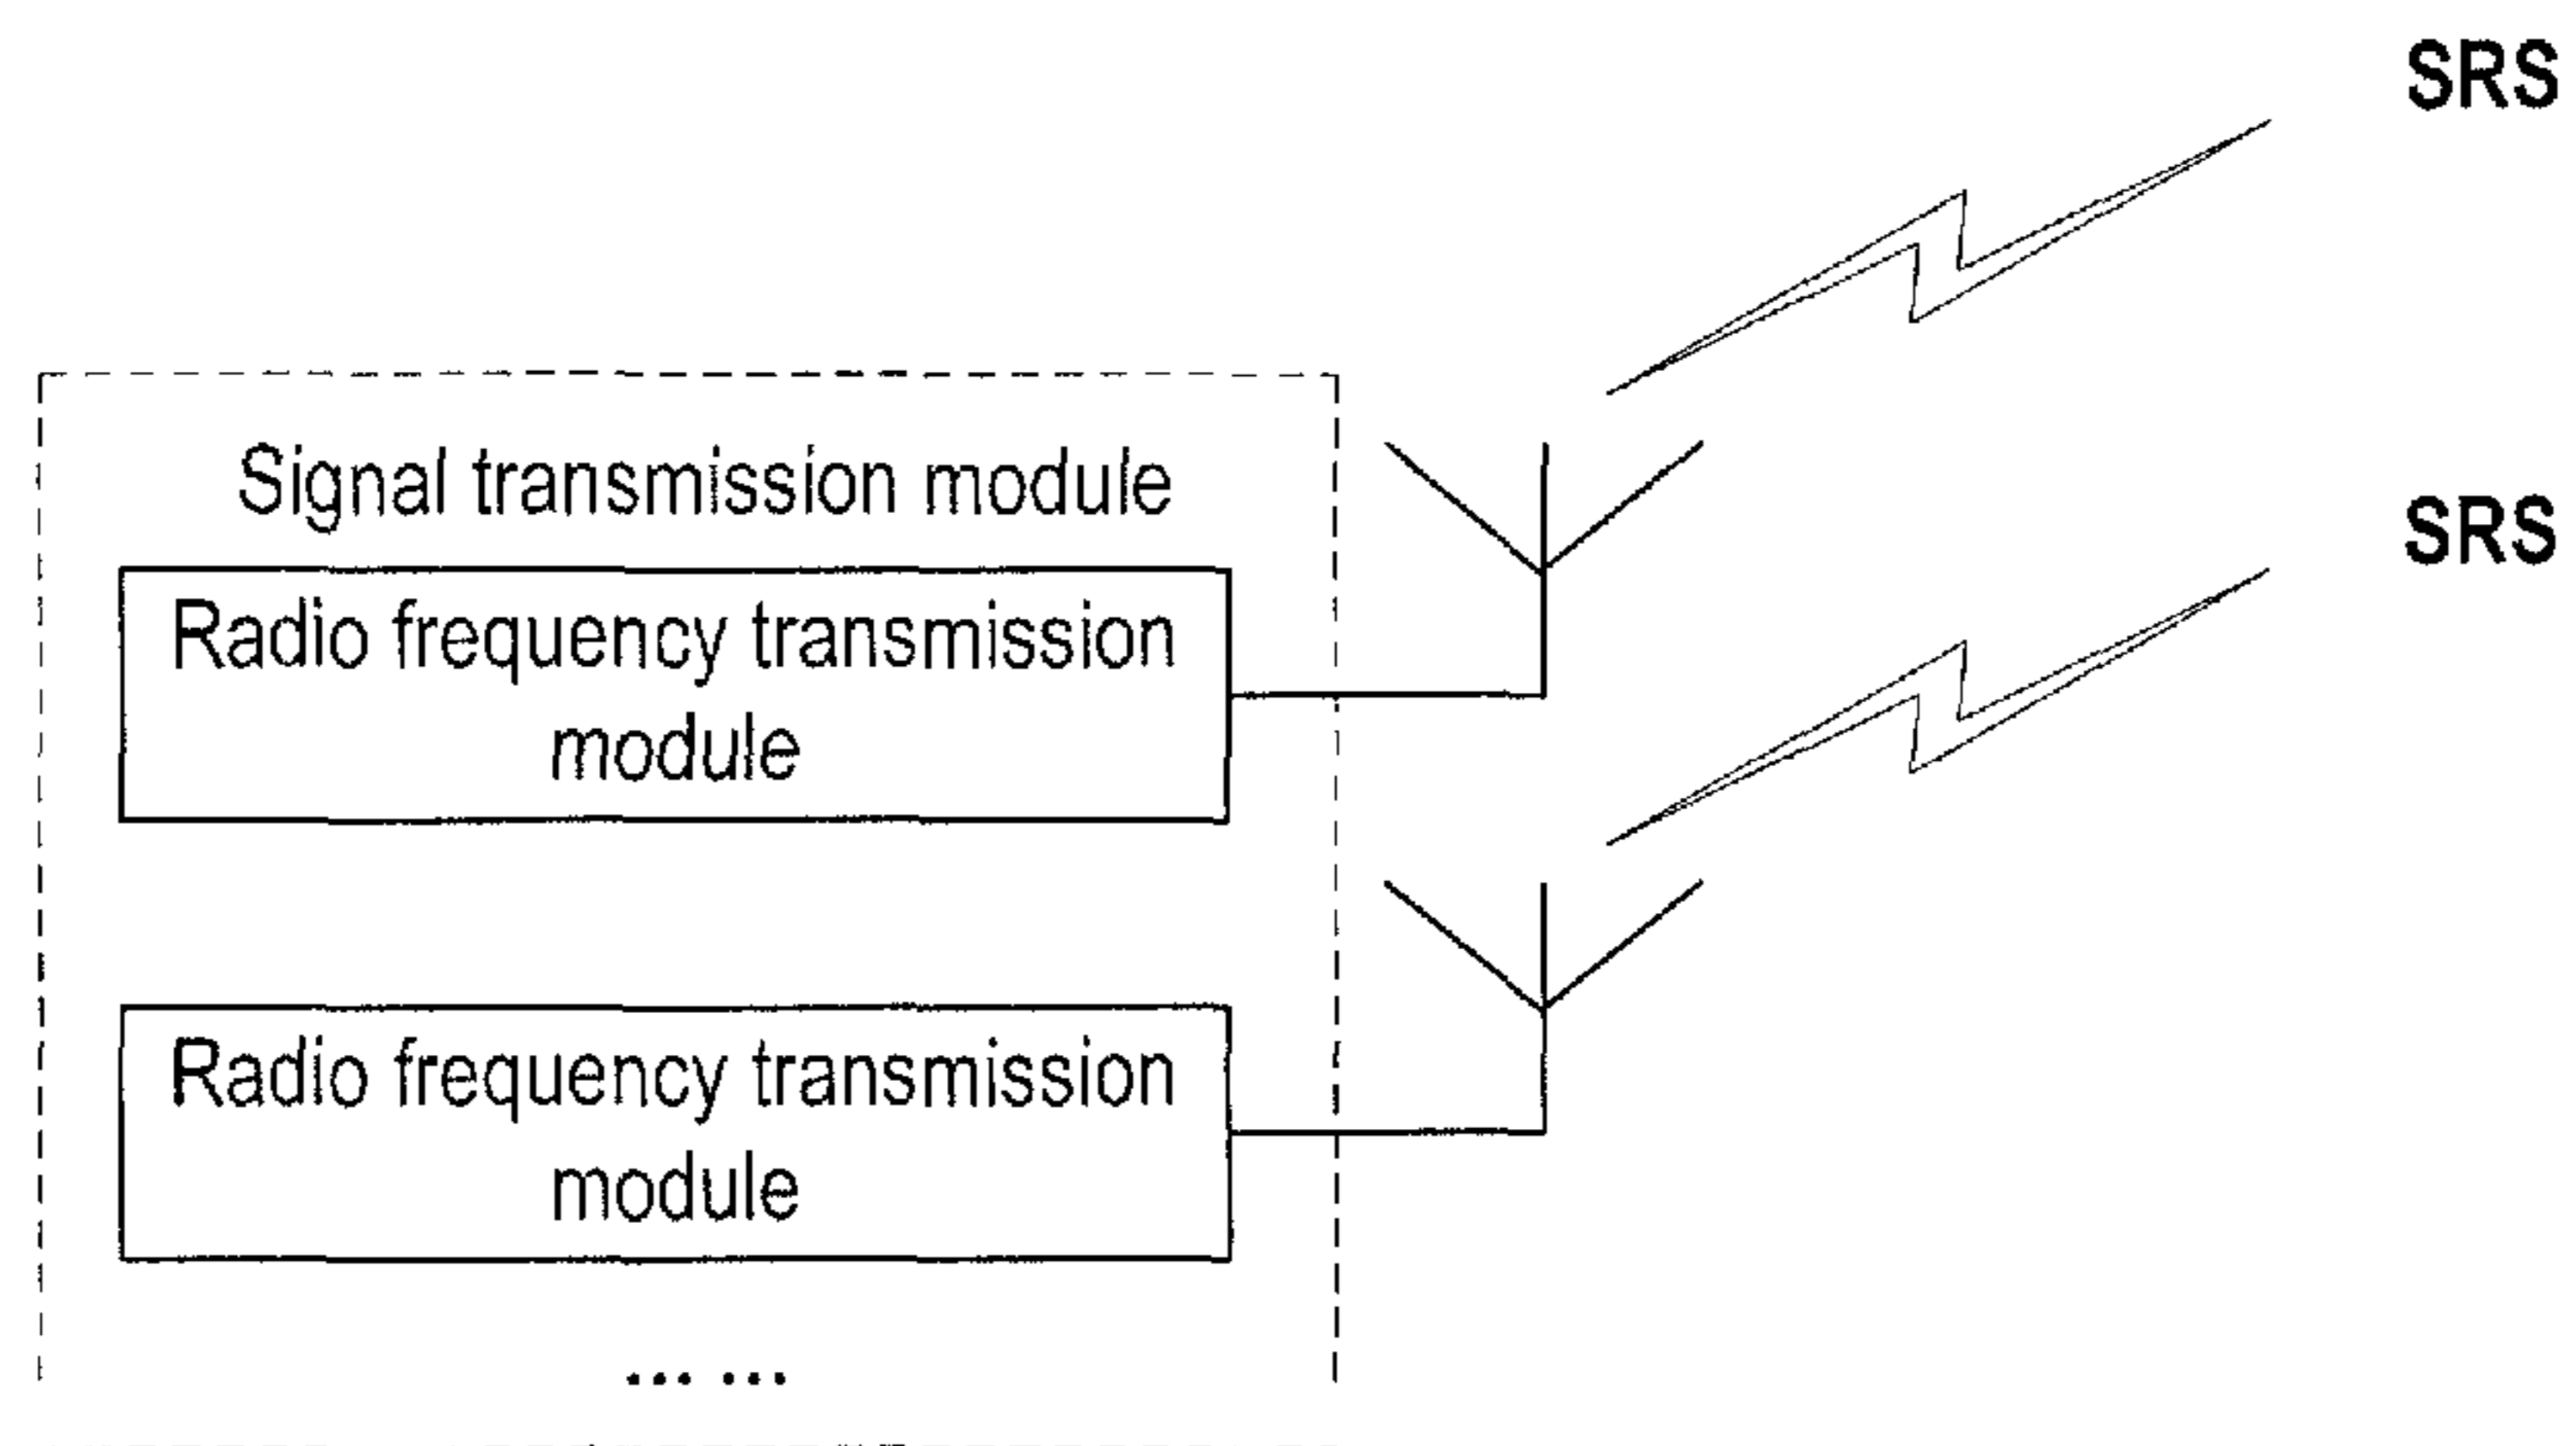 SRS
Signal transmission module
SRS
Radio frequency transmission
module
Radio frequency transmission
module
... ...